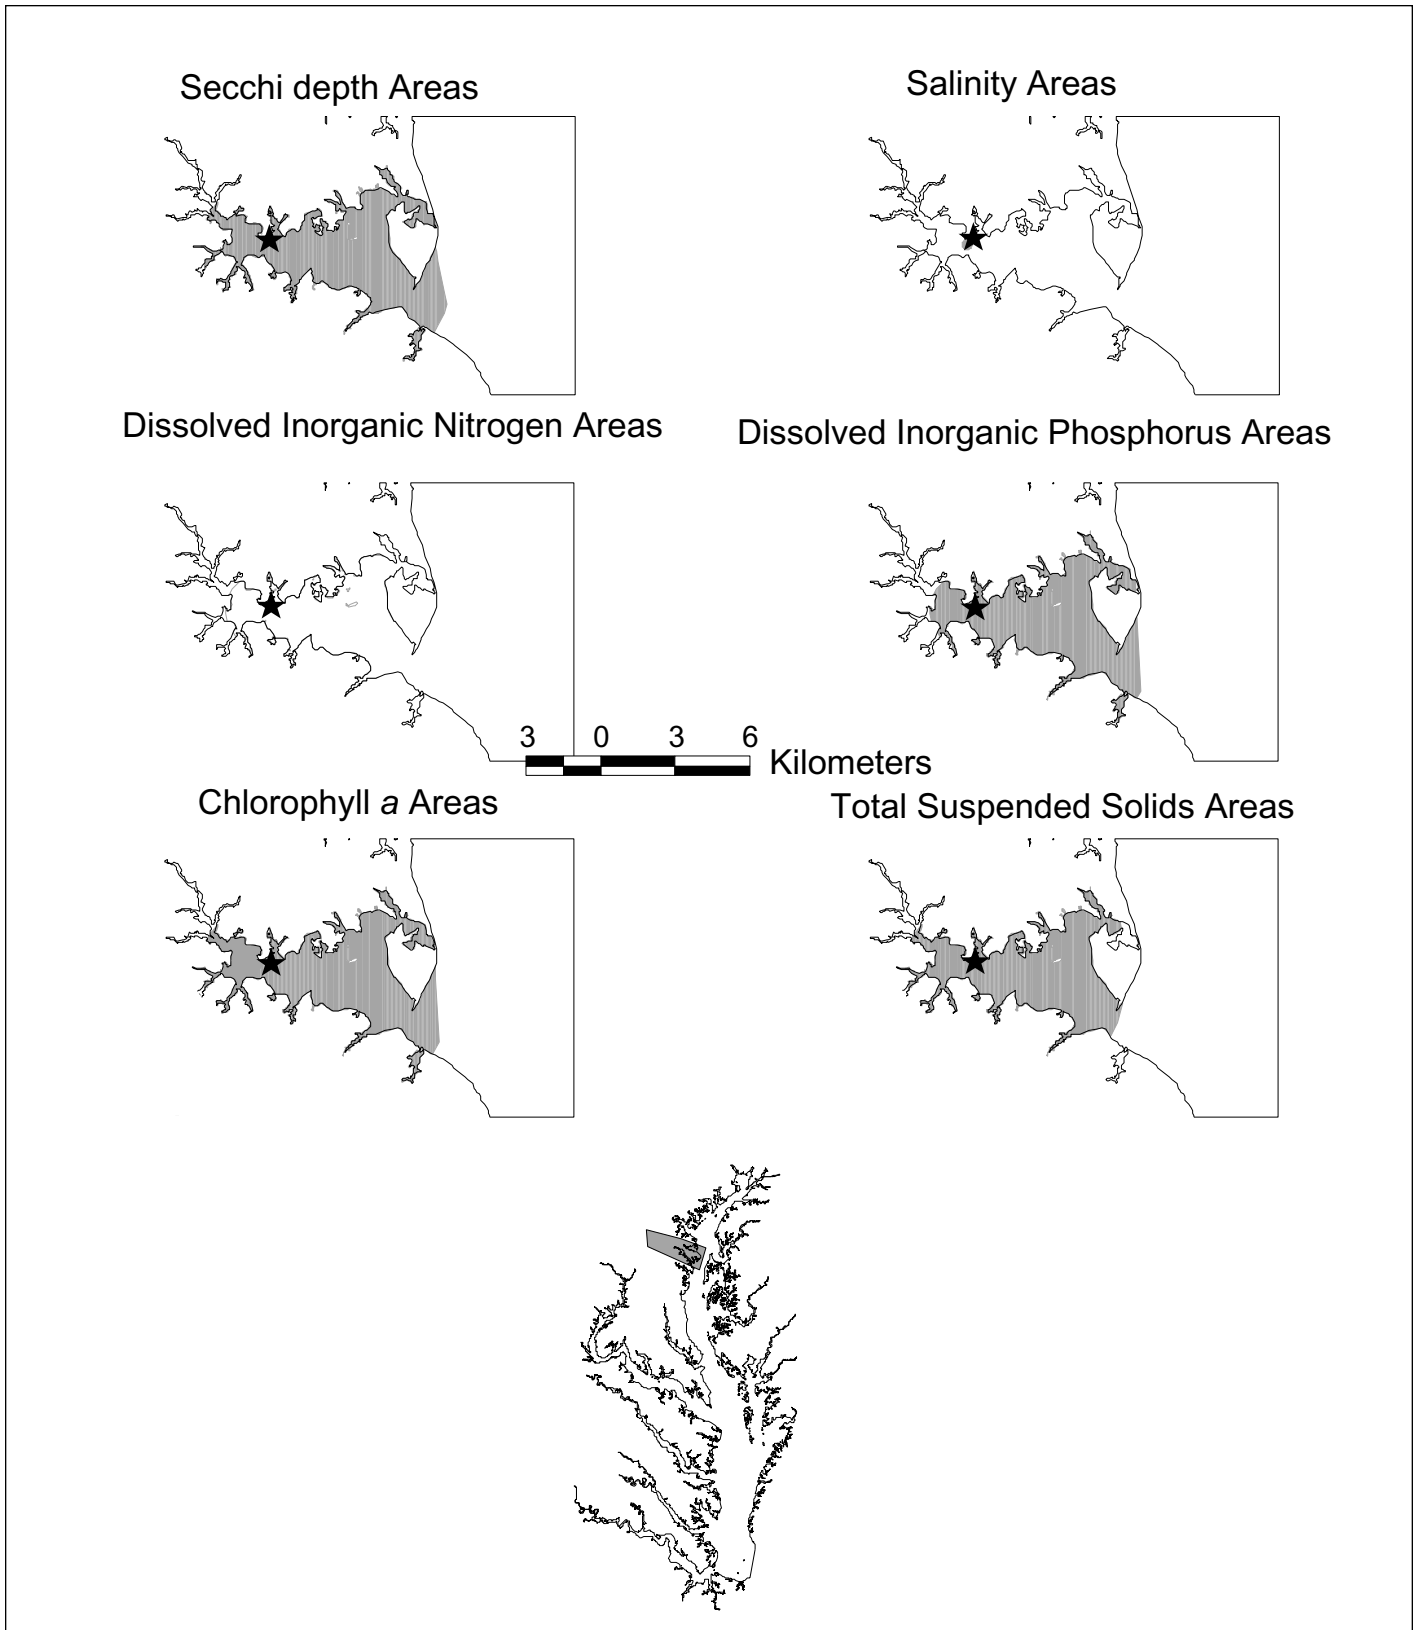 Secchi depth Areas
Salinity Areas
Dissolved Inorganic Nitrogen Areas
Dissolved Inorganic Phosphorus Areas
3 0 3 6
Kilometers
Chlorophyll a Areas
Total Suspended Solids Areas